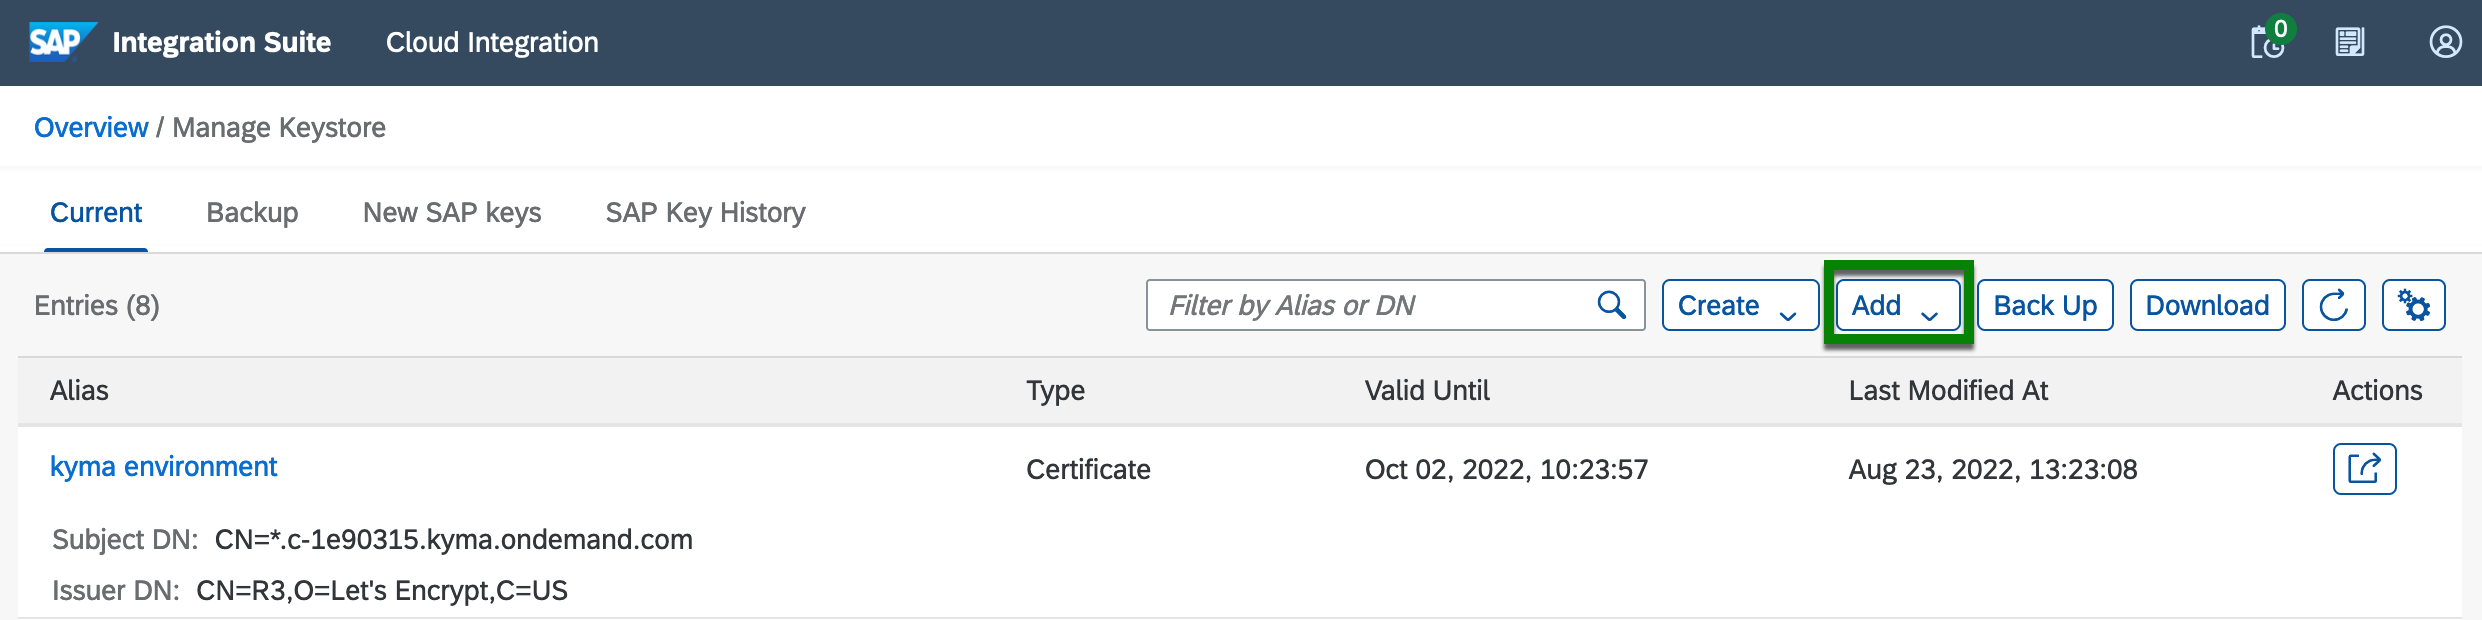 SAP Integration Suite Cloud Integration 0
Overview / Manage Keystore
Current Backup New SAP keys SAP Key History
Entries (8) Filter by Alias or DN Create Add Back Up Download
Alias Type Valid Until Last Modified At Actions
kyma environment Certificate Oct 02, 2022, 10:23:57 Aug 23, 2022, 13:23:08
Subject DN: CN=*.c-1e90315.kyma.ondemand.com
Issuer DN: CN=R3,O=Let's Encrypt,C=US